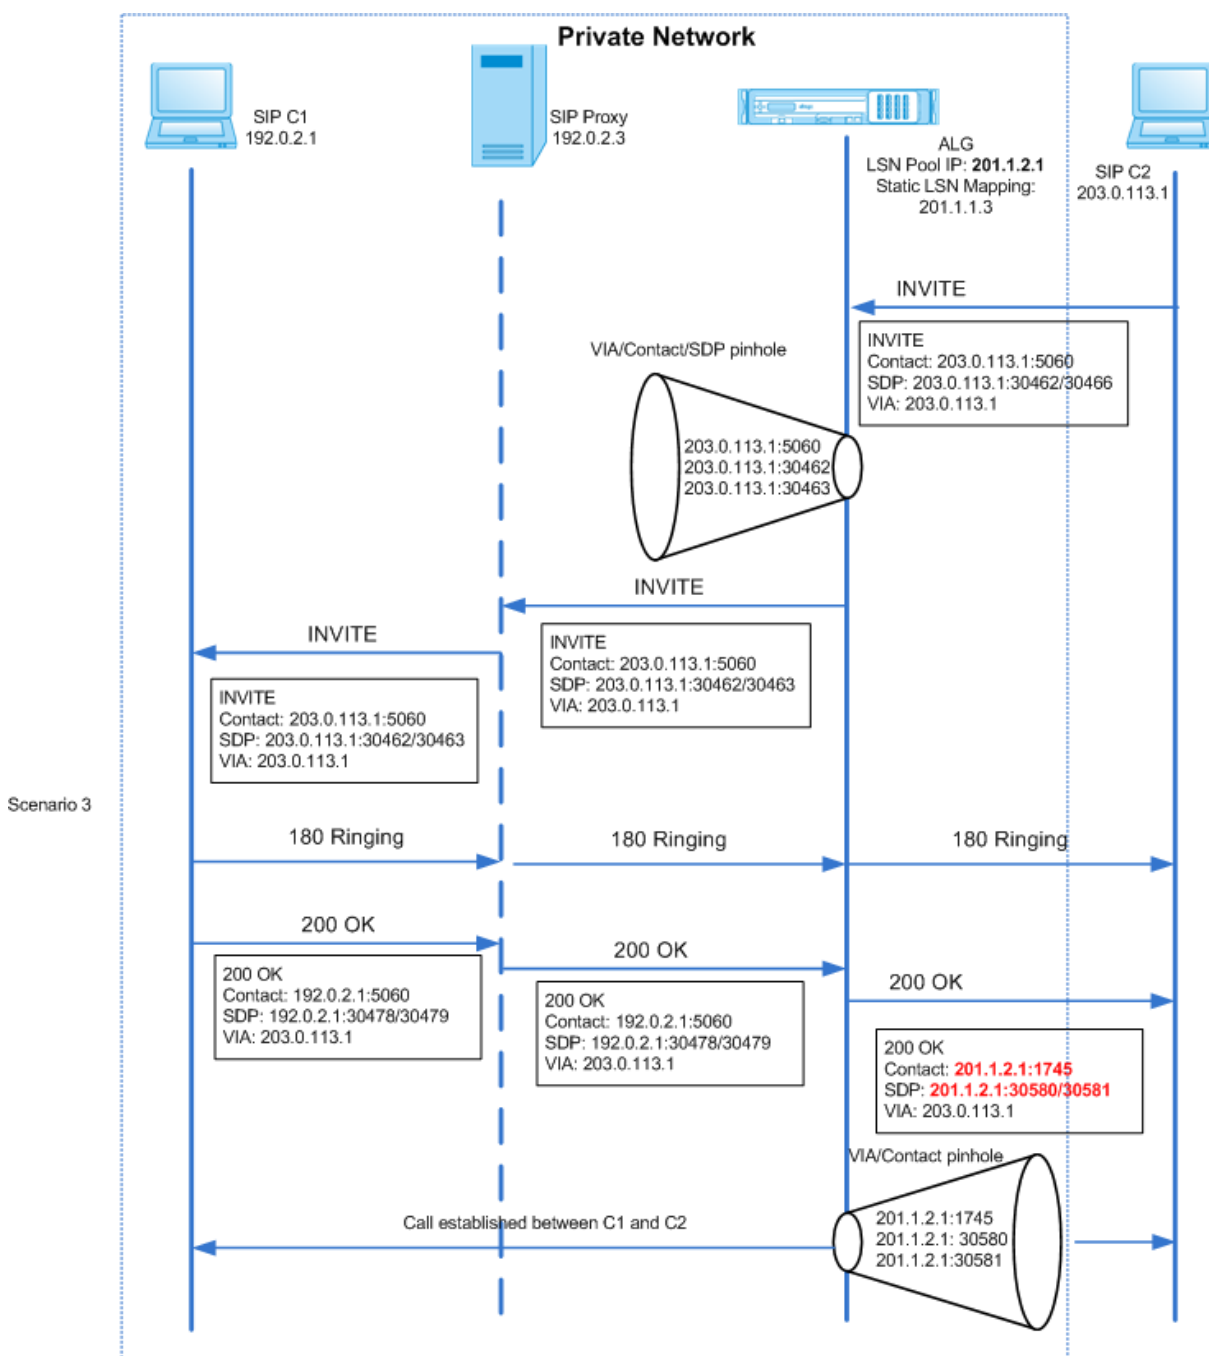 Private Network
SIP C1
192.0.2.1
SIP Proxy
192.0.2.3
ALG
LSN Pool IP: 201.1.2.1
Static LSN Mapping:
201.1.1.3
SIP C2
203.0.113.1
INVITE
INVITE
Contact: 203.0.113.1:5060
SDP: 203.0.113.1:30462/30466
VIA: 203.0.113.1
VIA/Contact/SDP pinhole
203.0.113.1:5060
203.0.113.1:30462
203.0.113.1:30463
INVITE
INVITE
Contact: 203.0.113.1:5060
SDP: 203.0.113.1:30462/30463
VIA: 203.0.113.1
INVITE
INVITE
Contact: 203.0.113.1:5060
SDP: 203.0.113.1:30462/30463
VIA: 203.0.113.1
Scenario 3
180 Ringing
180 Ringing
180 Ringing
200 OK
200 OK
Contact: 192.0.2.1:5060
SDP: 192.0.2.1:30478/30479
VIA: 203.0.113.1
200 OK
200 OK
Contact: 192.0.2.1:5060
SDP: 192.0.2.1:30478/30479
VIA: 203.0.113.1
200 OK
200 OK
Contact: 201.1.2.1:1745
SDP: 201.1.2.1:30580/30581
VIA: 203.0.113.1
VIA/Contact pinhole
201.1.2.1:1745
201.1.2.1: 30580
201.1.2.1:30581
Call established between C1 and C2